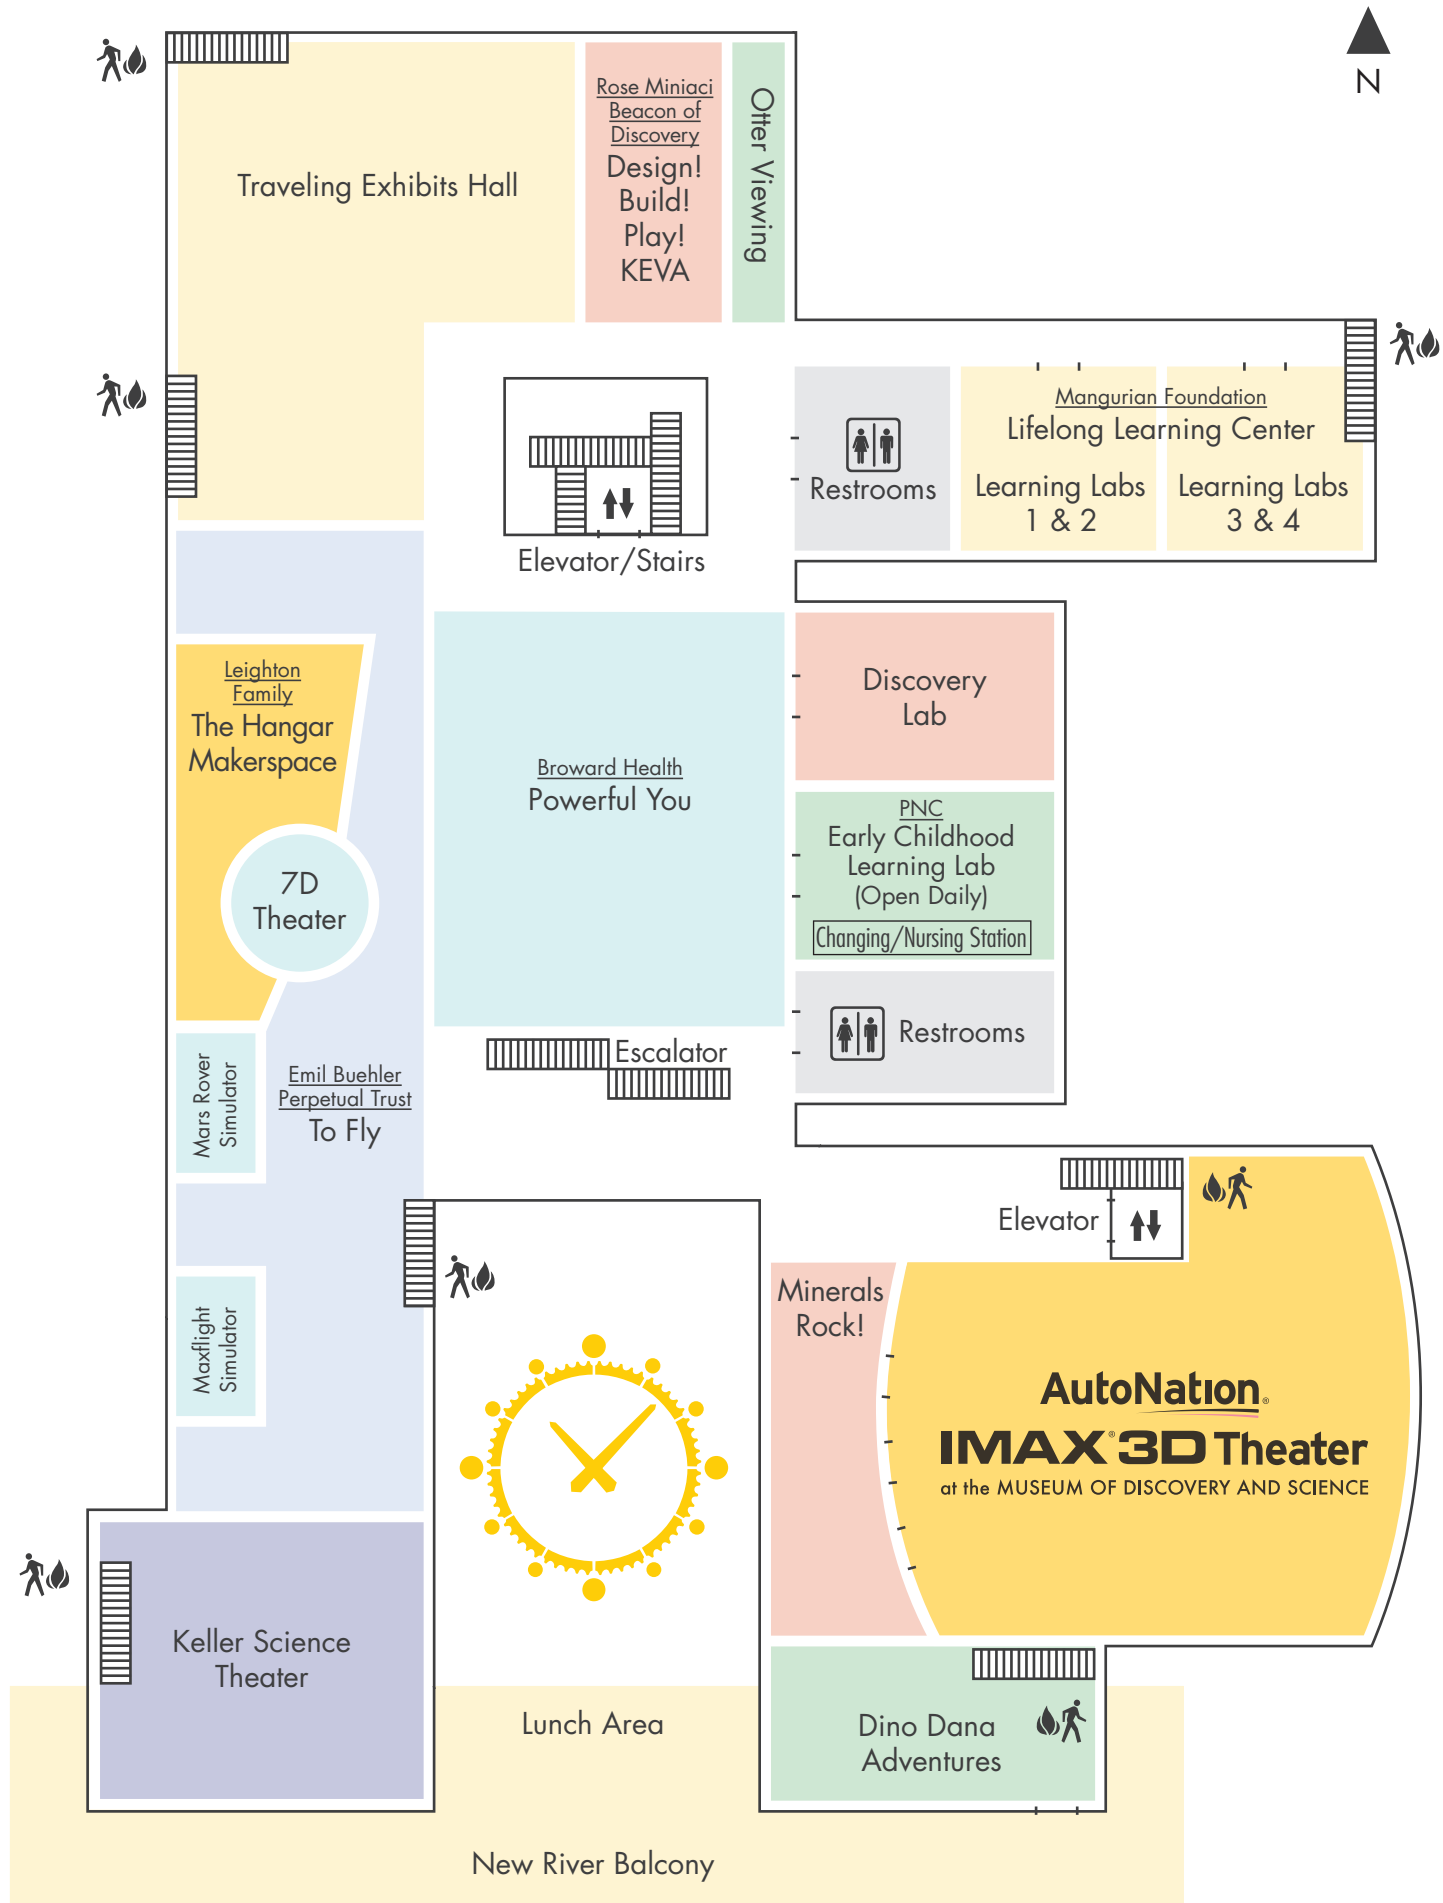 N
Rose Miniaci
Beacon of
Discovery
Design!
Build!
Play!
KEVA
Otter Viewing
Traveling Exhibits Hall
Mangurian Foundation
Lifelong Learning Center
Learning Labs
1 & 2
Learning Labs
3 & 4
Restrooms
Elevator/Stairs
Leighton
Family
The Hangar
Makerspace
Discovery
Lab
Broward Health
Powerful You
PNC
Early Childhood
Learning Lab
(Open Daily)
Changing/Nursing Station
7D
Theater
Restrooms
Escalator
Mars Rover
Simulator
Emil Buehler
Perpetual Trust
To Fly
Elevator
Minerals
Rock!
Maxflight
Simulator
AutoNation®
IMAX® 3D Theater
at the MUSEUM OF DISCOVERY AND SCIENCE
Keller Science
Theater
Lunch Area
Dino Dana
Adventures
New River Balcony